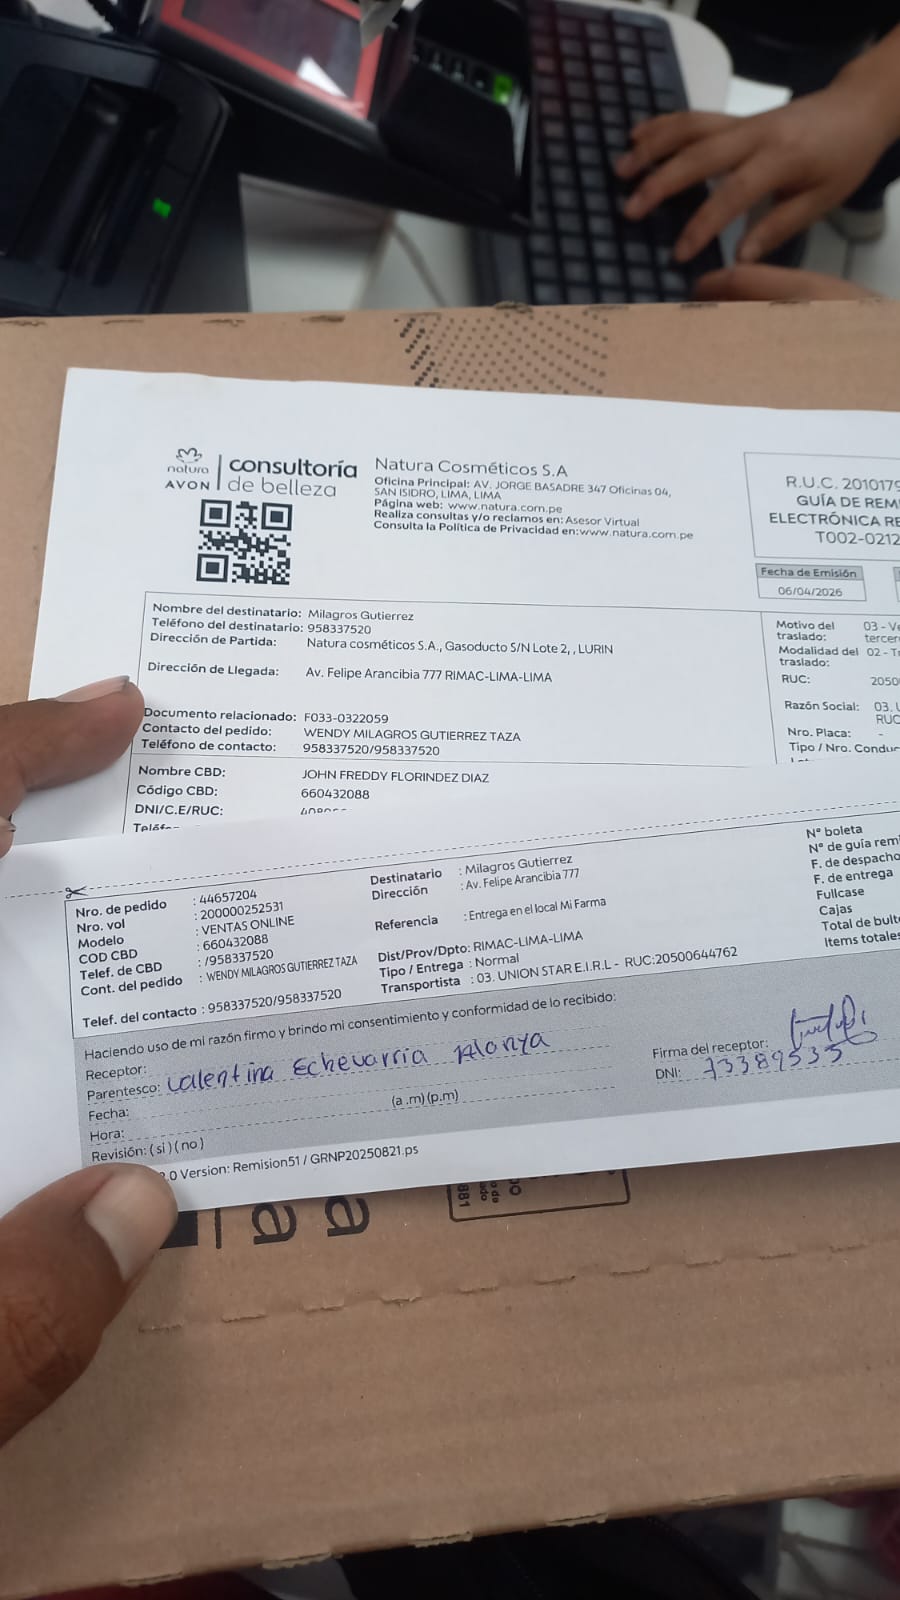 natura
AVON
consultoría
de belleza
Natura Cosméticos S.A
Oficina Principal: AV. JORGE BASADRE 347 Oficinas 04,
SAN ISIDRO, LIMA, LIMA
Página web: www.natura.com.pe
Realiza consultas y/o reclamos en: Asesor Virtual
Consulta la Política de Privacidad en:www.natura.com.pe
R.U.C. 2010179
GUÍA DE REM
ELECTRÓNICA RE
T002-0212
Fecha de Emisión
06/04/2026
Nombre del destinatario: Milagros Gutierrez
Teléfono del destinatario: 958337520
Dirección de Partida: Natura cosméticos S.A., Gasoducto S/N Lote 2, , LURIN
Dirección de Llegada: Av. Felipe Arancibia 777 RIMAC-LIMA-LIMA
Documento relacionado: F033-0322059
Contacto del pedido: WENDY MILAGROS GUTIERREZ TAZA
Teléfono de contacto: 958337520/958337520
Motivo del traslado: 03 - Ve
tercer
Modalidad del traslado: 02 - T
RUC: 2050
Razón Social: 03. U
RUC
Nro. Placa: -
Tipo / Nro. Conduc
Nombre CBD: JOHN FREDDY FLORINDEZ DIAZ
Código CBD: 660432088
DNI/C.E/RUC:
Nro. de pedido : 44657204
Nro. vol : 200000252531
Modelo : VENTAS ONLINE
COD CBD : 660432088
Telef. de CBD : /958337520
Cont. del pedido : WENDY MILAGROS GUTIERREZ TAZA
Telef. del contacto : 958337520/958337520
Destinatario : Milagros Gutierrez
Dirección : Av. Felipe Arancibia 777
Referencia : Entrega en el local Mi Farma
Dist/Prov/Dpto: RIMAC-LIMA-LIMA
Tipo / Entrega : Normal
Transportista : 03. UNION STAR E.I.R.L - RUC:20500644762
N° boleta
N° de guía remi
F. de despacho
F. de entrega
Fullcase
Cajas
Total de bult
Items totales
Haciendo uso de mi razón firmo y brindo mi consentimiento y conformidad de lo recibido:
Receptor:
Parentesco: Valentina Echevarria Alonya
Fecha:
Hora: (a .m) (p.m)
Revisión: ( si ) ( no )
Firma del receptor:
DNI: 73389535
.0 Version: Remision51 / GRNP20250821.ps
a a
881